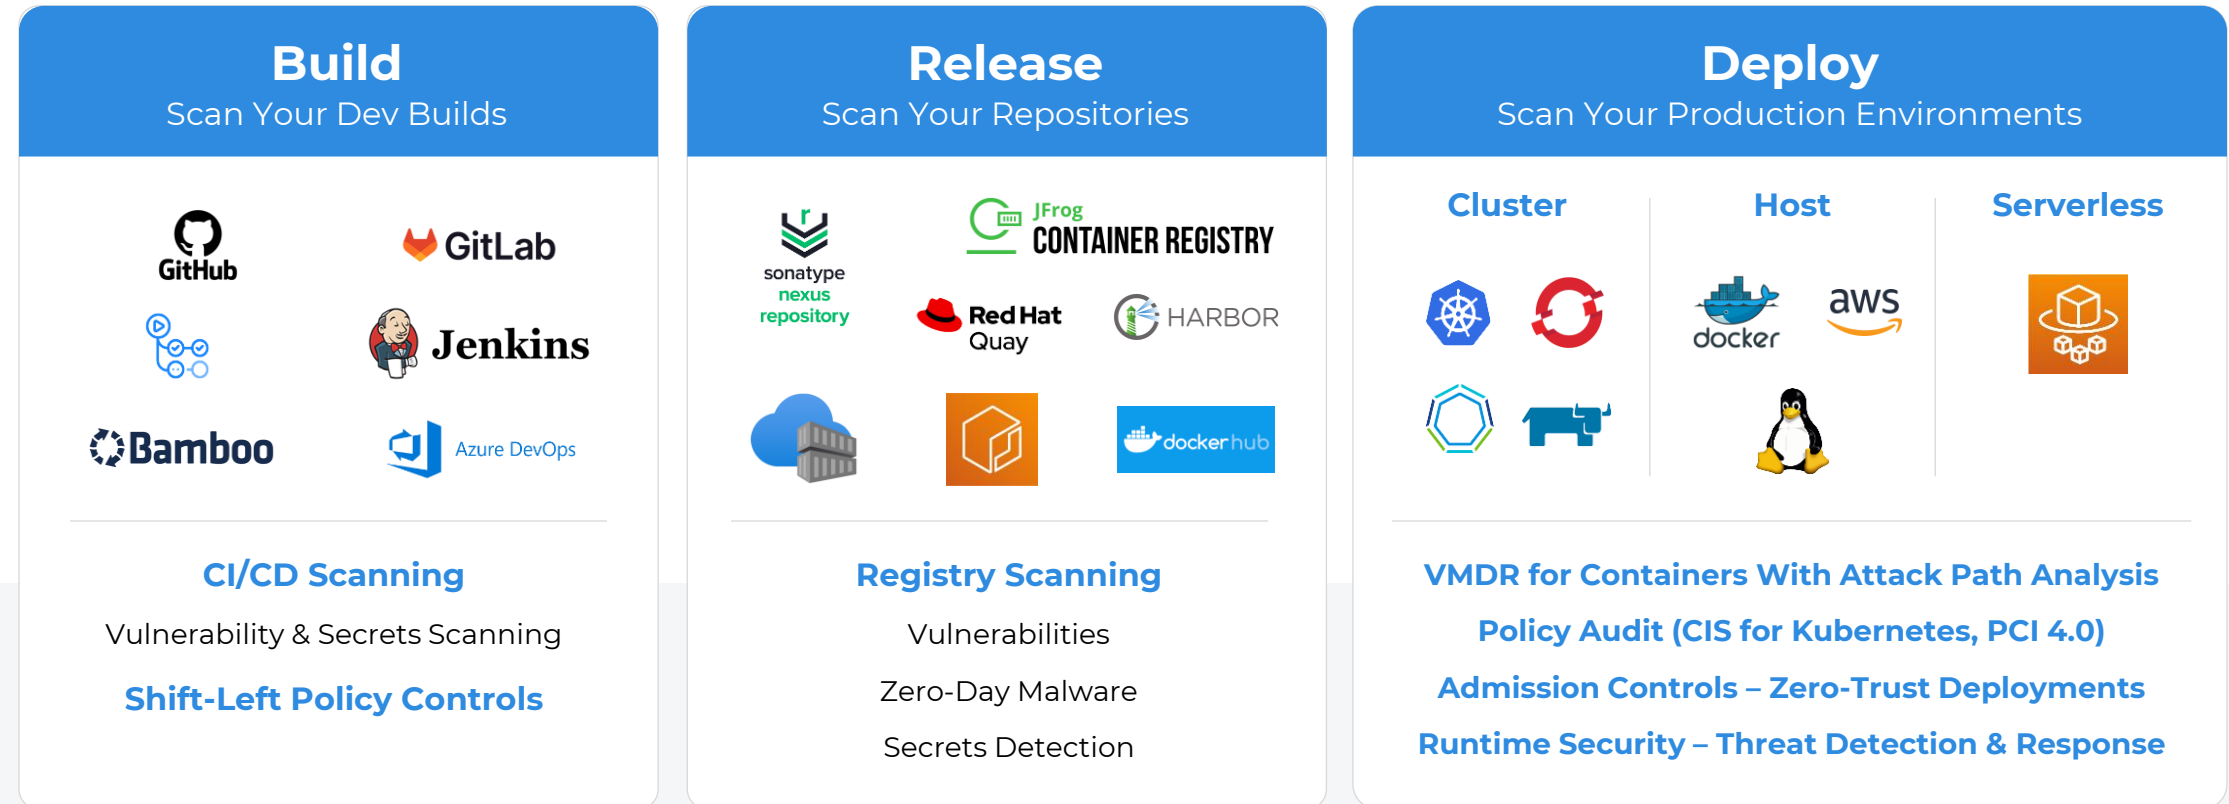 Build
Scan Your Dev Builds
GitHub
GitLab
Jenkins
Bamboo
Azure DevOps
CI/CD Scanning
Vulnerability & Secrets Scanning
Shift-Left Policy Controls
Release
Scan Your Repositories
r
sonatype
nexus
repository
JFrog
CONTAINER REGISTRY
Red Hat
Quay
HARBOR
dockerhub
Registry Scanning
Vulnerabilities
Zero-Day Malware
Secrets Detection
Deploy
Scan Your Production Environments
Cluster
Host
docker
aws
Serverless
VMDR for Containers With Attack Path Analysis
Policy Audit (CIS for Kubernetes, PCI 4.0)
Admission Controls – Zero-Trust Deployments
Runtime Security – Threat Detection & Response